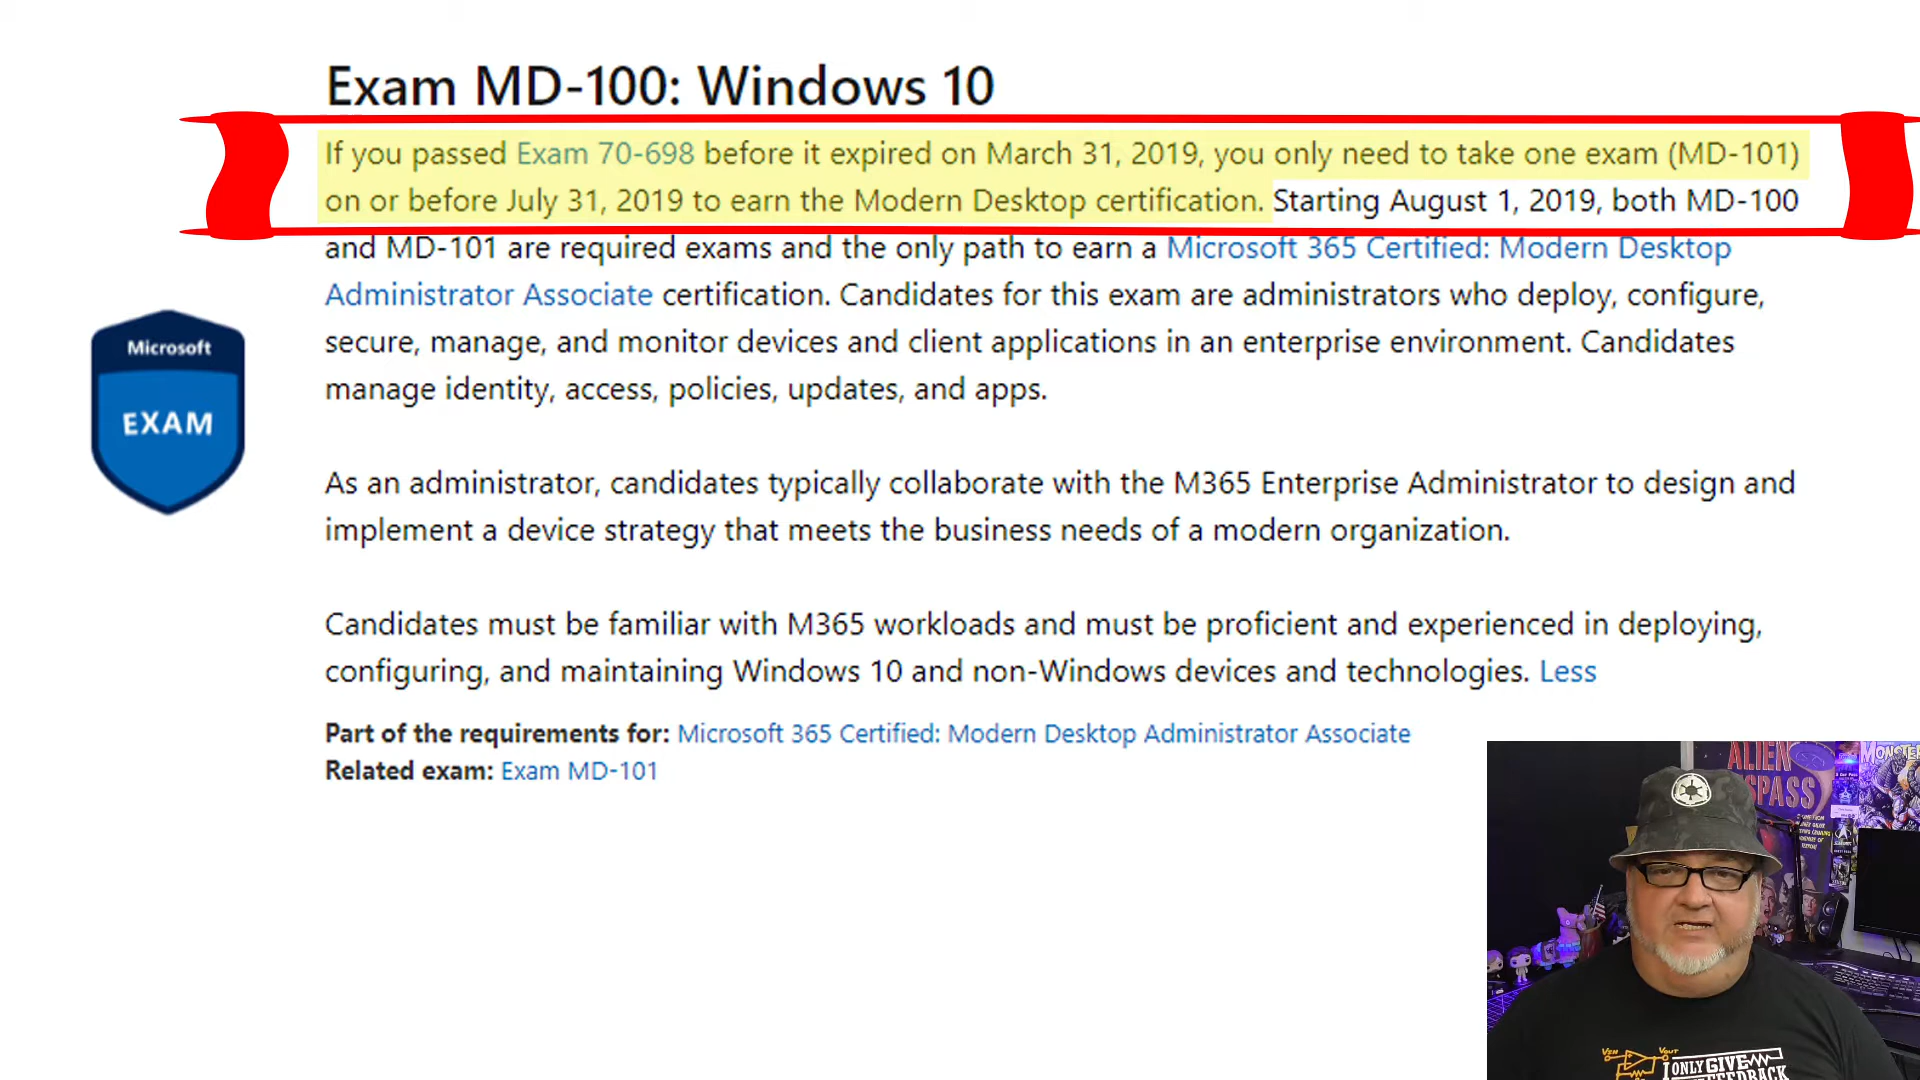 Exam MD-100: Windows 10
If you passed Exam 70-698 before it expired on March 31, 2019, you only need to take one exam (MD-101)
on or before July 31, 2019 to earn the Modern Desktop certification. Starting August 1, 2019, both MD-100
and MD-101 are required exams and the only path to earn a Microsoft 365 Certified: Modern Desktop
Administrator Associate certification. Candidates for this exam are administrators who deploy, configure,
secure, manage, and monitor devices and client applications in an enterprise environment. Candidates
manage identity, access, policies, updates, and apps.
Microsoft
EXAM
As an administrator, candidates typically collaborate with the M365 Enterprise Administrator to design and
implement a device strategy that meets the business needs of a modern organization.
Candidates must be familiar with M365 workloads and must be proficient and experienced in deploying,
configuring, and maintaining Windows 10 and non-Windows devices and technologies. Less
Part of the requirements for: Microsoft 365 Certified: Modern Desktop Administrator Associate
Related exam: Exam MD-101
ALIEN
SPASS
I ONLY GIVE